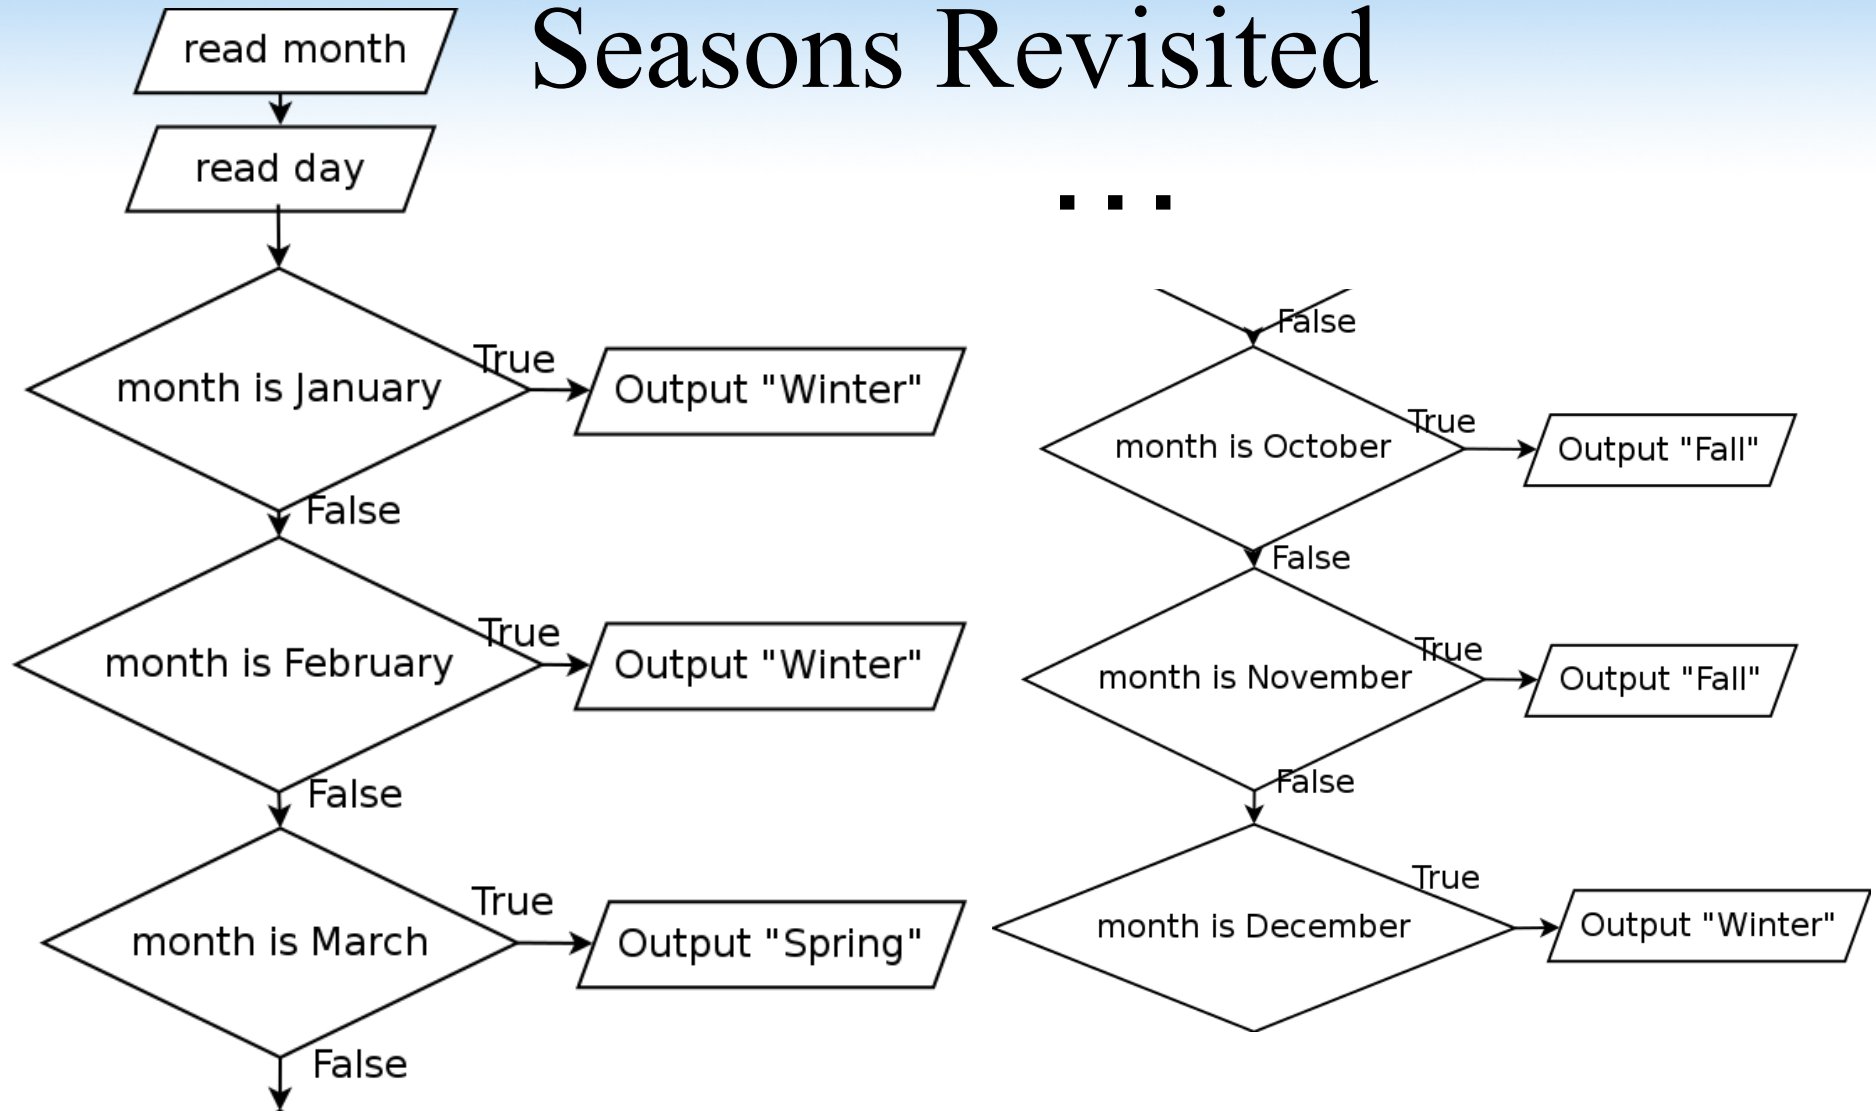 Seasons Revisited
read month
read day
month is January
True
Output "Winter"
False
month is February
True
Output "Winter"
False
month is March
True
Output "Spring"
False
...
False
month is October
True
Output "Fall"
False
month is November
True
Output "Fall"
False
month is December
True
Output "Winter"